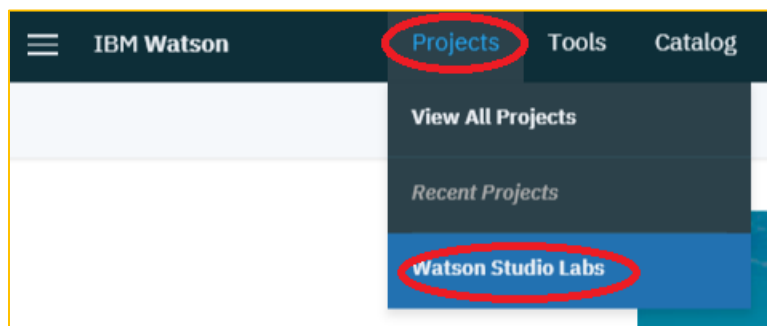 IBM Watson Projects Tools Catalog
View All Projects
Recent Projects
Watson Studio Labs